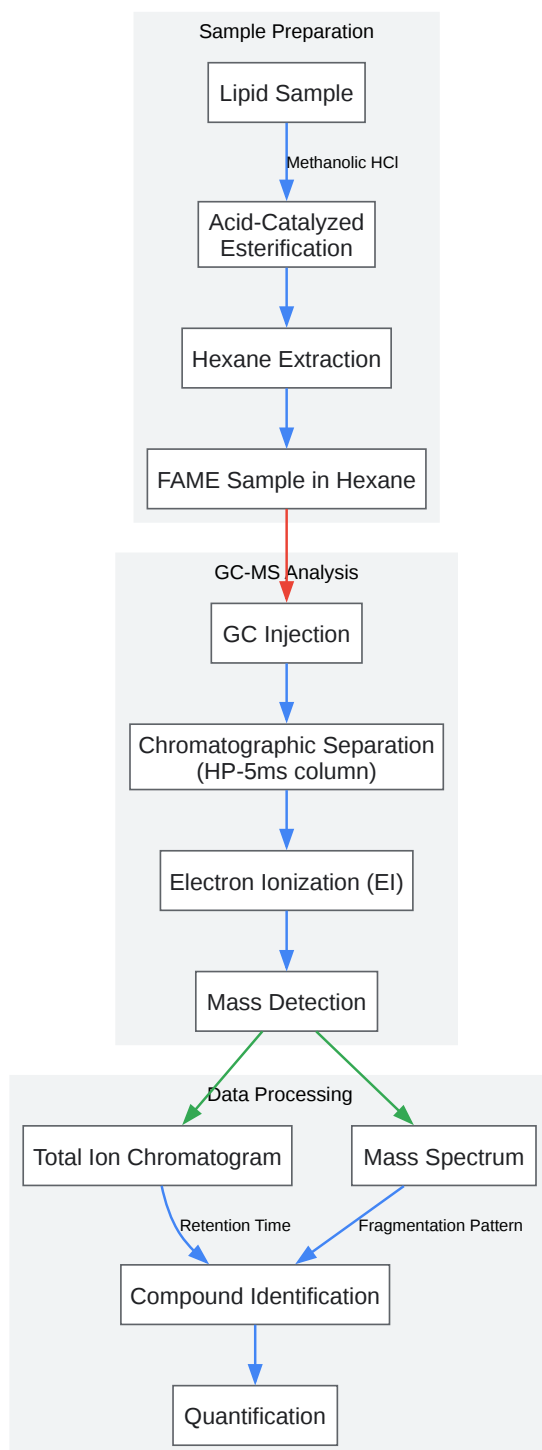 Sample Preparation
Lipid Sample
Methanolic HCl
Acid-Catalyzed
Esterification
Hexane Extraction
FAME Sample in Hexane
GC-MS Analysis
GC Injection
Chromatographic Separation
(HP-5ms column)
Electron Ionization (EI)
Mass Detection
Data Processing
Total Ion Chromatogram
Mass Spectrum
Retention Time
Fragmentation Pattern
Compound Identification
Quantification